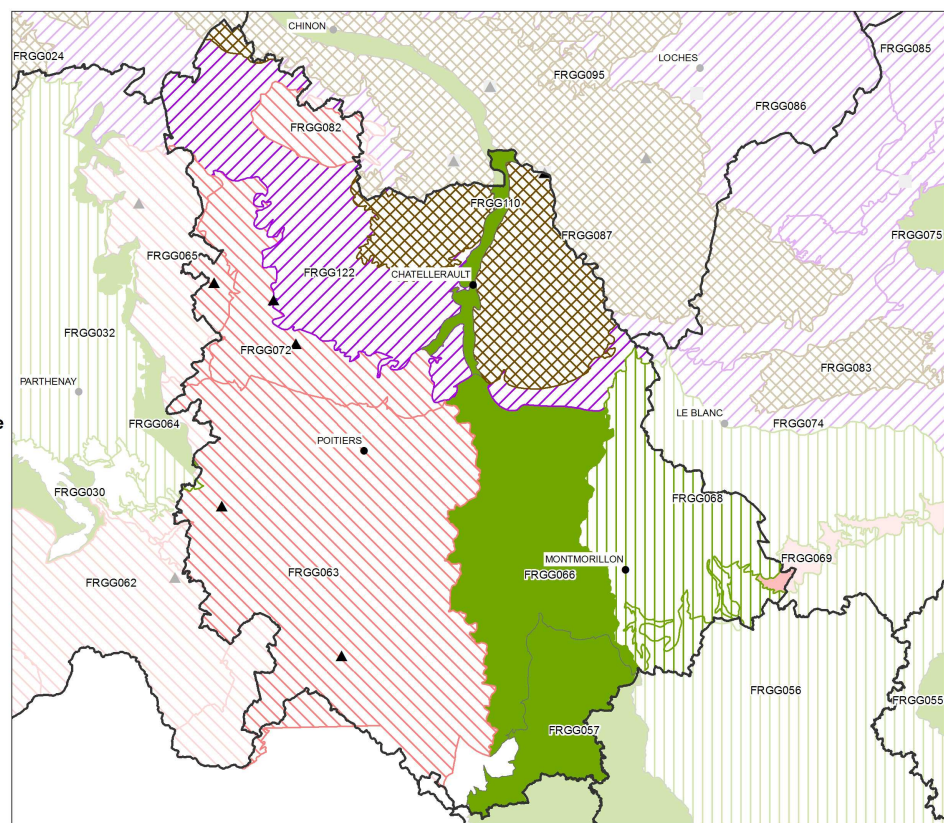 CHINON
FRGG024
FRGG085
LOCHES
FRGG095
FRGG086
FRGG082
FRGG110
FRGG087
FRGG075
FRGG065
FRGG122
CHATELLERAULT
FRGG032
FRGG072
FRGG083
PARTHENAY
LE BLANC
FRGG064
FRGG074
e
POITIERS
FRGG030
FRGG068
MONTMORILLON
FRGG069
FRGG063
FRGG066
FRGG062
FRGG056
FRGG055
FRGG057